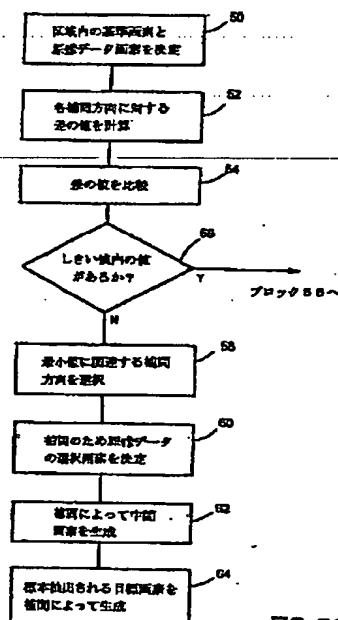 50
区域内の基準画素と
原始データ画素を決定
52
各補間方向に対する
差の値を計算
54
差の値を比較
56
しきい値内の値
があるか?
Y
ブロック66へ
N
58
最小値に関連する補間
方向を選択
60
補間のため原始データ
の選択画素を決定
62
補間によって中間
画素を生成
64
標本抽出される目標画素を
補間によって生成